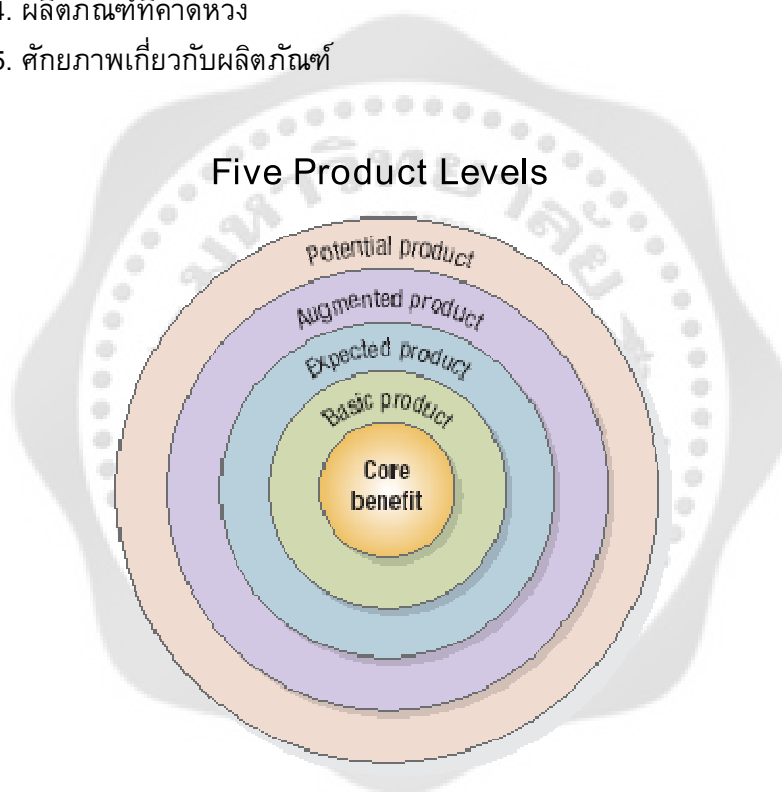 4. ผลิตภัณฑ์ที่คาดหวัง
5. ศักยภาพเกี่ยวกับผลิตภัณฑ์
Five Product Levels
Potential product
Augmented product
Expected product
Basic product
Core
benefit